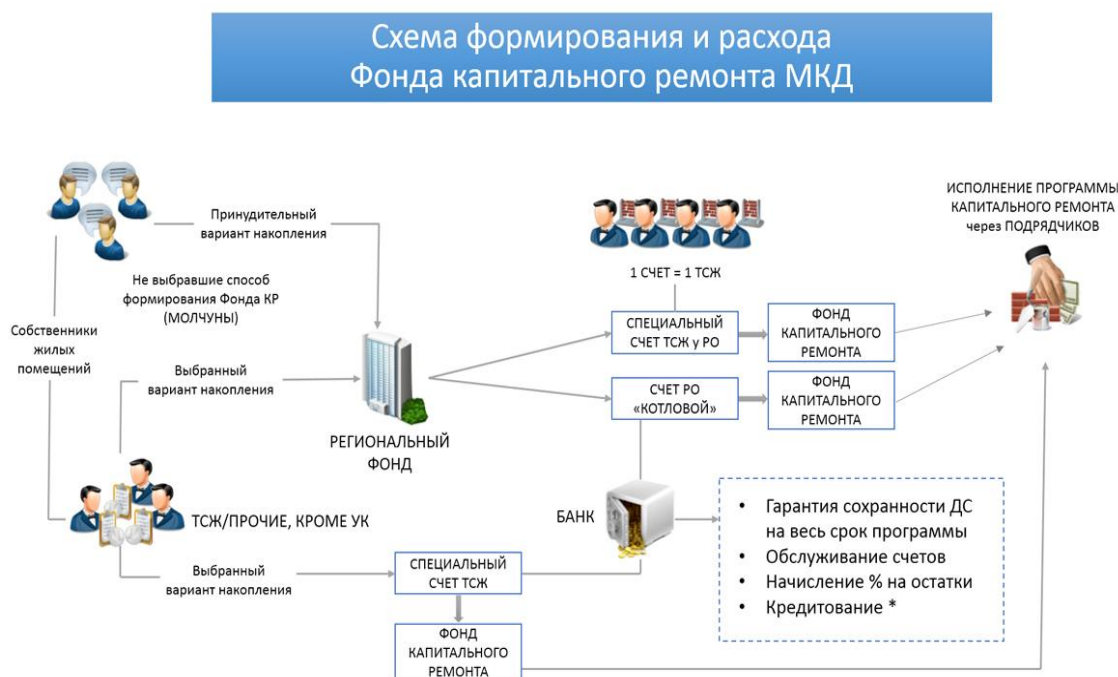 Схема формирования и расхода
Фонда капитального ремонта МКД
Принудительный
вариант накопления
Не выбравшие способ
формирования Фонда КР
(МОЛЧУНЫ)
Собственники
жилых
помещений
Выбранный
вариант накопления
РЕГИОНАЛЬНЫЙ
ФОНД
ТСЖ/ПРОЧИЕ, КРОМЕ УК
Выбранный
вариант накопления
СПЕЦИАЛЬНЫЙ
СЧЕТ ТСЖ
ФОНД
КАПИТАЛЬНОГО
РЕМОНТА
1 СЧЕТ = 1 ТСЖ
СПЕЦИАЛЬНЫЙ
СЧЕТ ТСЖ у РО
ФОНД
КАПИТАЛЬНОГО
РЕМОНТА
СЧЕТ РО
«КОТЛОВОЙ»
ФОНД
КАПИТАЛЬНОГО
РЕМОНТА
ИСПОЛНЕНИЕ ПРОГРАММЫ
КАПИТАЛЬНОГО РЕМОНТА
через ПОДРЯДЧИКОВ
БАНК
• Гарантия сохранности ДС
на весь срок программы
• Обслуживание счетов
• Начисление % на остатки
• Кредитование *